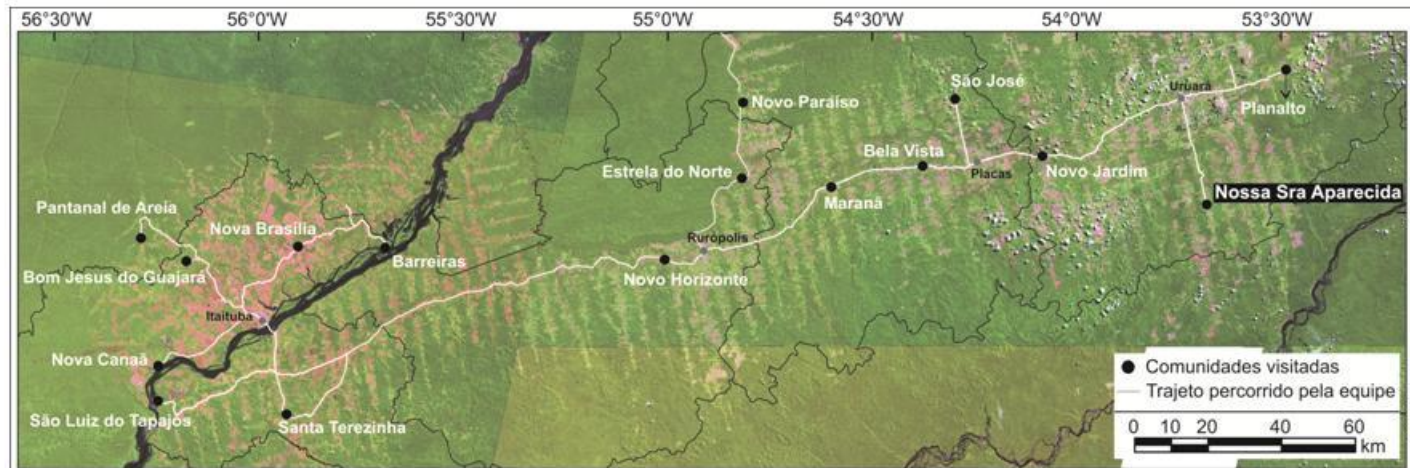 56°30'W 56°0'W 55°30'W 55°0'W 54°30'W 54°0'W 53°30'W
Novo Paraíso
São José
Uruará
Planalto
Bela Vista
Placas
Novo Jardim
Estrela do Norte
Maranã
Nossa Sra Aparecida
Pantanal de Areia
Nova Brasília
Bom Jesus do Guajará
Barreiras
Rurópolis
Novo Horizonte
Itaituba
Nova Canaã
São Luiz do Tapajós
Santa Terezinha
Comunidades visitadas
Trajeto percorrido pela equipe
0 10 20 40 60
km